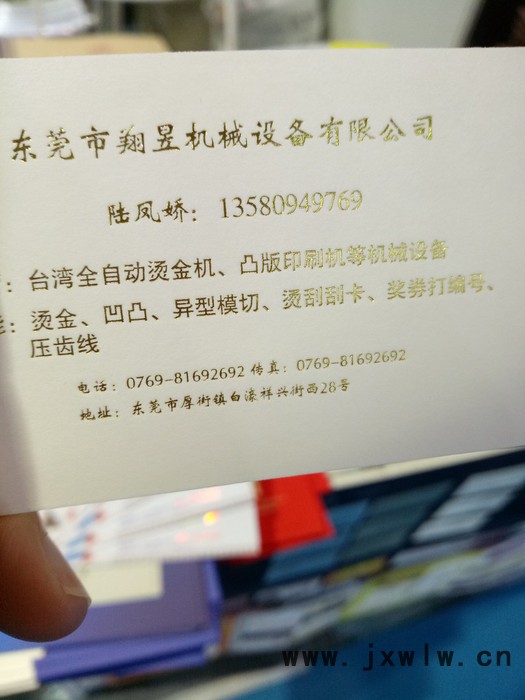 东莞市翔昱机械设备有限公司
陆凤娇：13580949769
：台湾全自动烫金机、凸版印刷机等机械设备
：烫金、凹凸、异型模切、烫刮刮卡、奖券打编号、
压齿线
电话：0769-81692692 传真：0769-81692692
地址：东莞市厚街镇白濠祥兴街西28号
www.jxwlw.cn